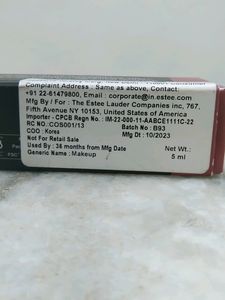 Complaint Address : Same as above, Contact:
+91 22-61479800, Email : corporate@in.estee.com
Mfg By / For : The Estee Lauder Companies inc, 767,
Fifth Avenue NY 10153, United States of America
Importer - CPCB Regn No. : IM-22-000-11-AABCE1111C-22
RC NO.: COS001/13 Batch No : B93
COO : Korea Mfg Dt : 10/2023
Not For Retail Sale
Used By : 36 months from Mfg Date Net Wt.:
Generic Name : Makeup 5 ml